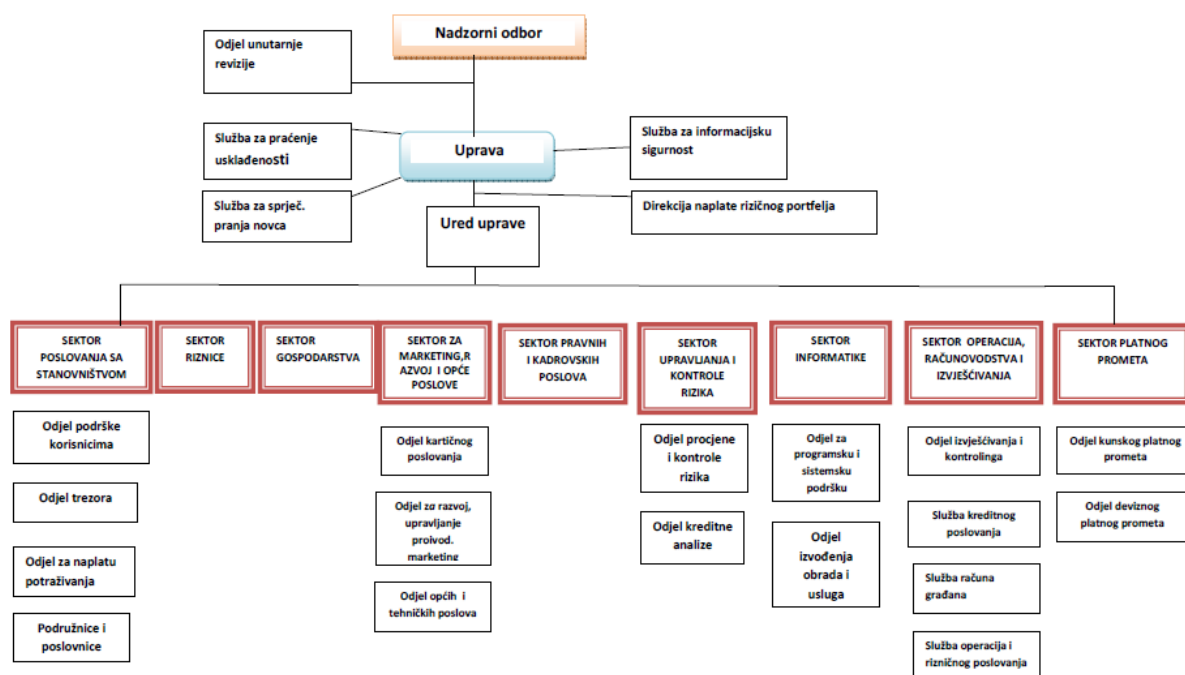 Nadzorni odbor
Odjel unutarnje
revizije
Služba za praćenje
usklađenosti
Uprava
Služba za informacijsku
sigurnost
Služba za sprječ.
pranja novca
Direkcija naplate rizičnog portfelja
Ured uprave
SEKTOR
POSLOVANJA SA
STANOVNIŠTVOM
SEKTOR
RIZNICE
SEKTOR
GOSPODARSTVA
SEKTOR ZA
MARKETING,R
AZVOJ I OPĆE
POSLOVE
SEKTOR PRAVNIH
I KADROVSKIH
POSLOVA
SEKTOR
UPRAVLJANJA I
KONTROLE
RIZIKA
SEKTOR
INFORMATIKE
SEKTOR OPERACIJA,
RAČUNOVODSTVA I
IZVJEŠĆIVANJA
SEKTOR PLATNOG
PROMETA
Odjel podrške
korisnicima
Odjel trezora
Odjel za naplatu
potraživanja
Podružnice i
poslovnice
Odjel kartičnog
poslovanja
Odjel za razvoj,
upravljanje
proivod.
marketing
Odjel općih i
tehničkih poslova
Odjel procjene
i kontrole
rizika
Odjel kreditne
analize
Odjel za
programsku i
sistemsku
podršku
Odjel
izvođenja
obrada i
usluga
Odjel izvješćivanja i
kontrolinga
Služba kreditnog
poslovanja
Služba računa
građana
Služba operacija i
rizničnog poslovanja
Odjel kunskog platnog
prometa
Odjel deviznog
platnog prometa